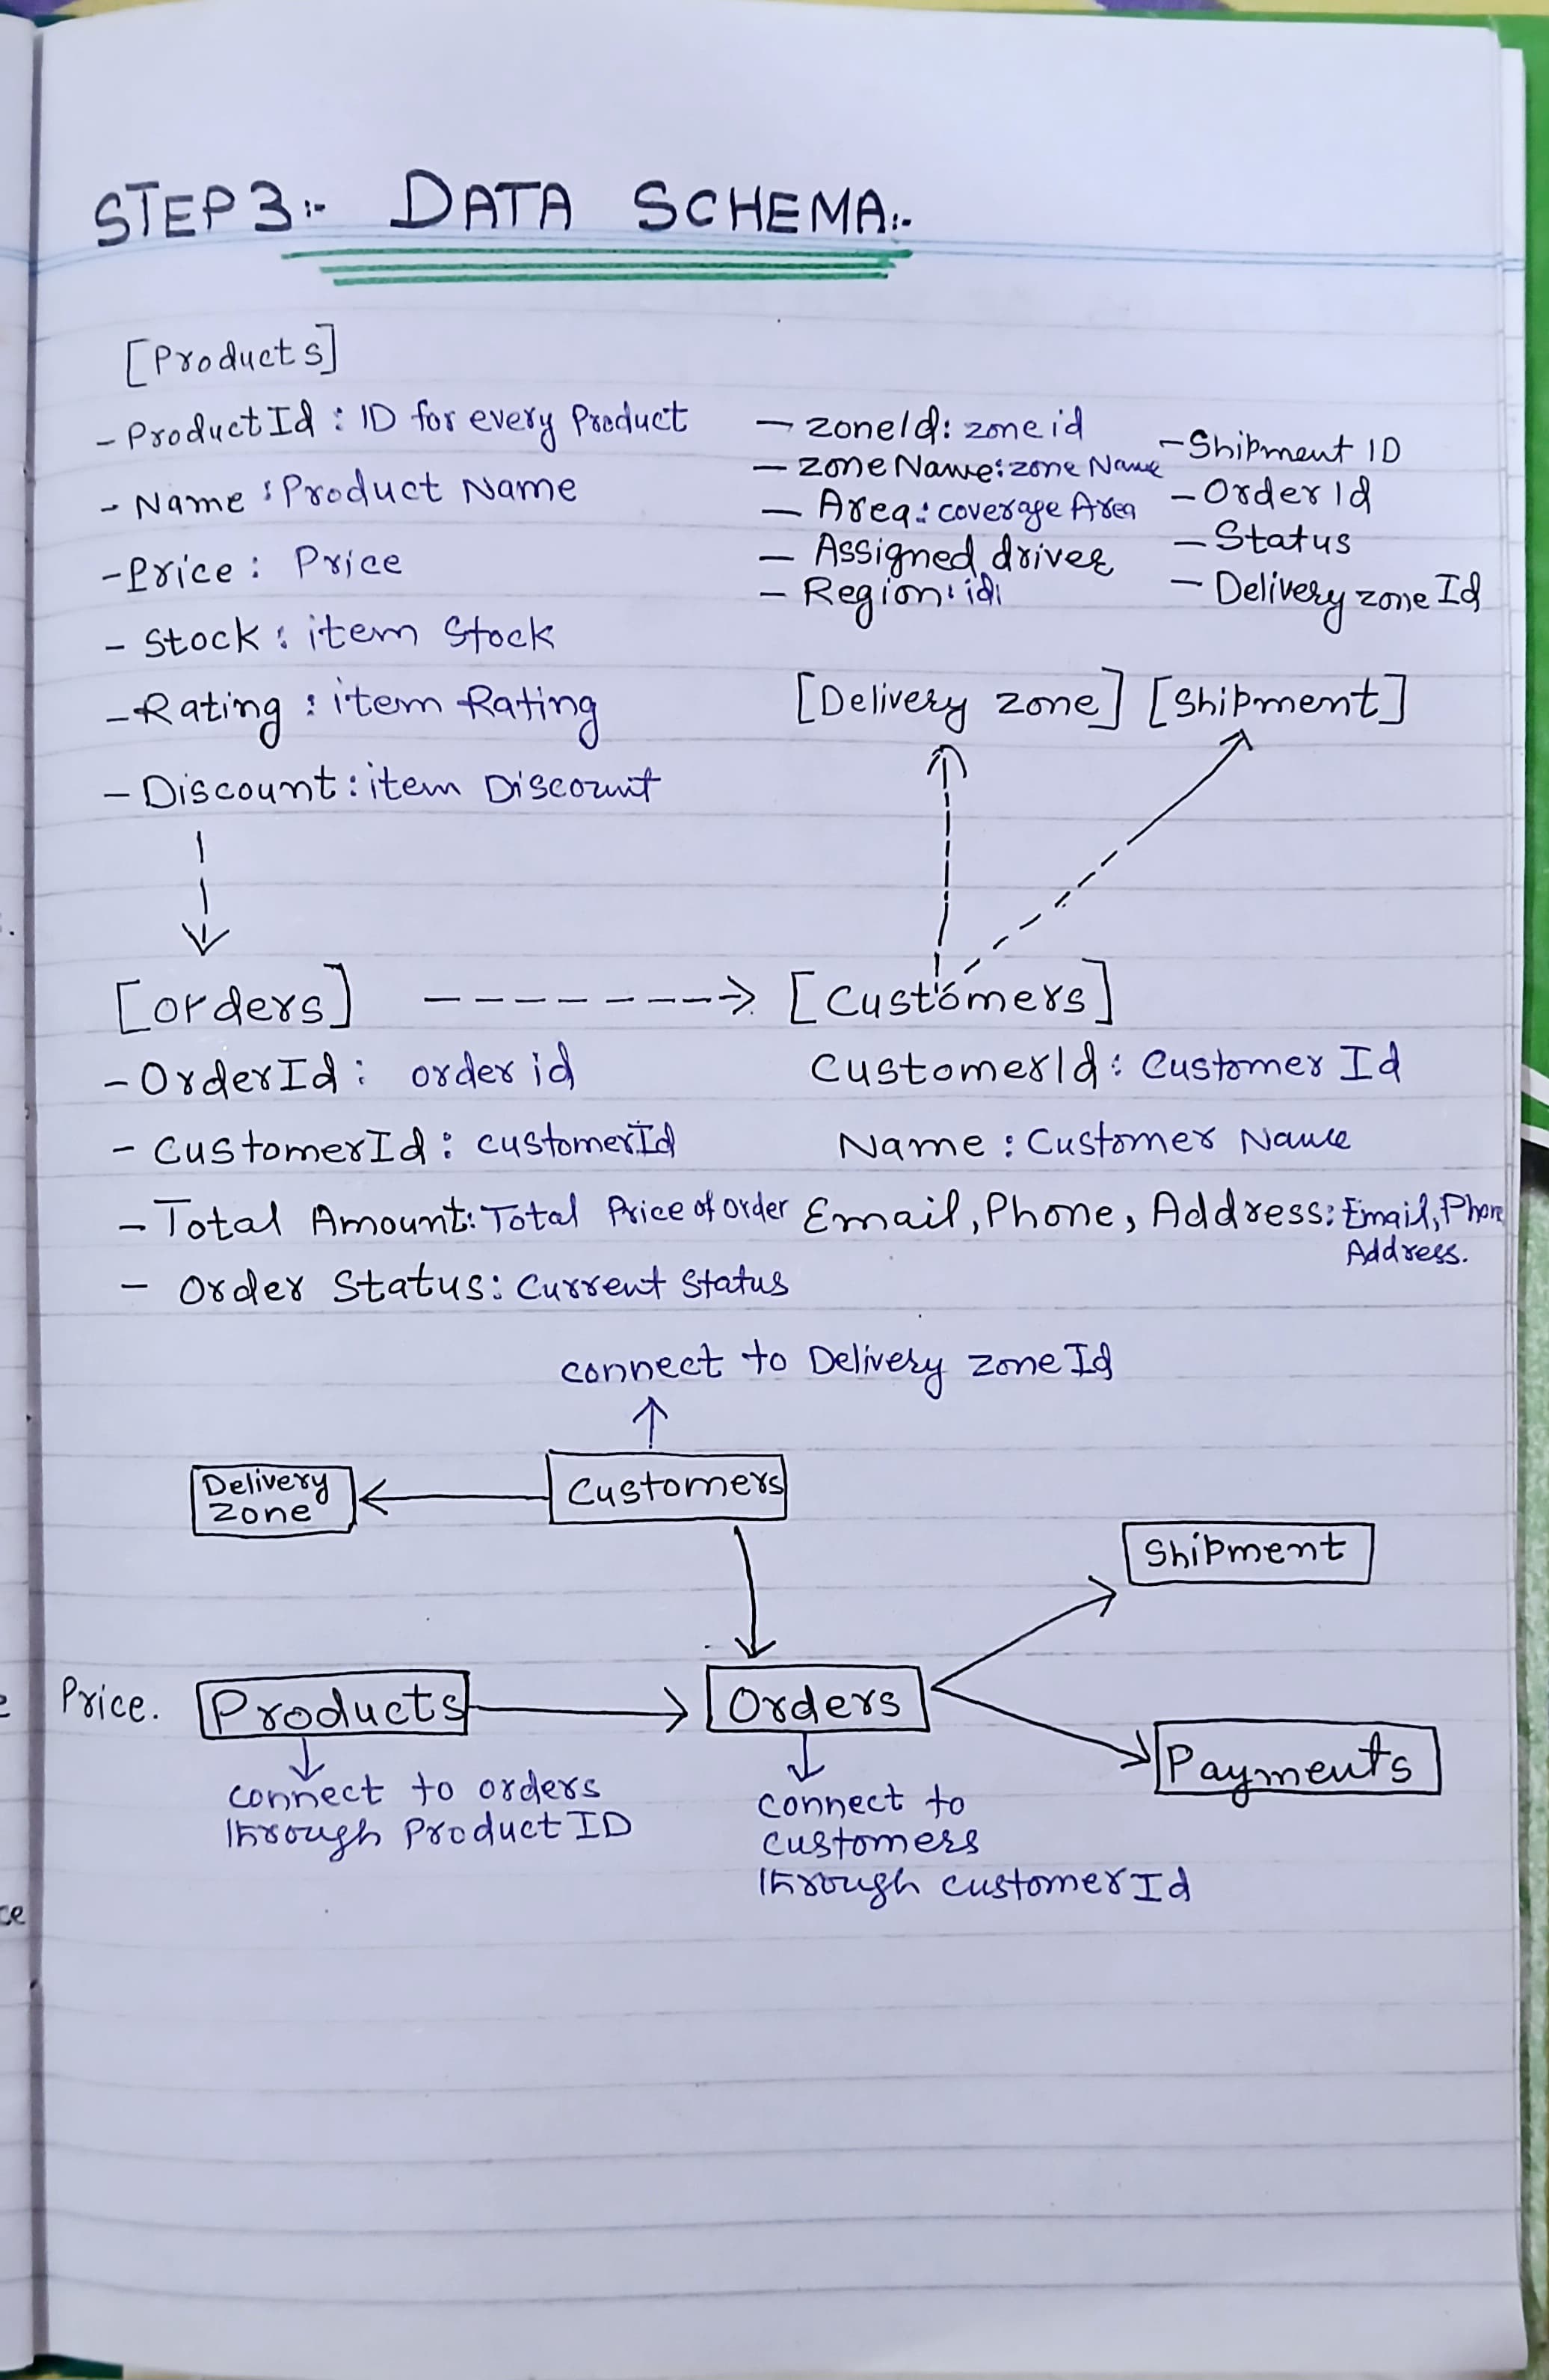 STEP 3:- DATA SCHEMA:-
[Products]
- ProductId : ID for every Product
- Name : Product Name
- Price : Price
- Stock : item Stock
- Rating : item Rating
- Discount : item Discount
- zoneId: zone id
- zone Name: zone Name
- Area: coverage Area
- Assigned driver
- Region: id
[Delivery zone]
- Shipment ID
- Order Id
- Status
- Delivery zone Id
[Shipment]
[orders]
- OrderId : order id
- CustomerId : customerId
- Total Amount: Total Price of order
- Order Status: Current Status
[Customers]
CustomerId : Customer Id
Name : Customer Name
Email, Phone, Address: Email, Phone
Address.
connect to Delivery zone Id
Delivery
zone
Customers
Shipment
Price.
Products
Orders
Payments
connect to orders
through Product ID
connect to
customers
through customerId